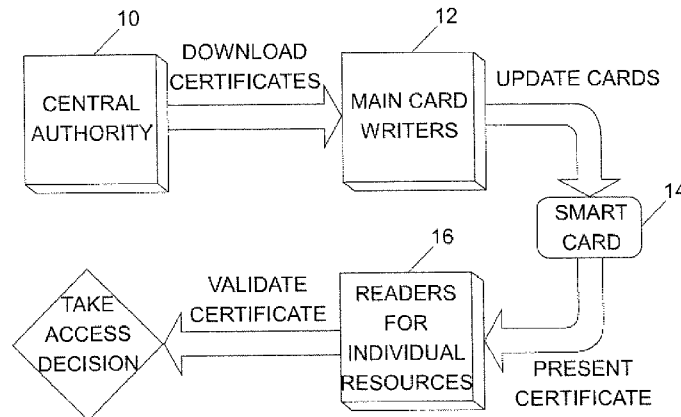 10
CENTRAL
AUTHORITY
DOWNLOAD
CERTIFICATES
12
MAIN CARD
WRITERS
UPDATE CARDS
SMART
CARD
14
PRESENT
CERTIFICATE
16
READERS
FOR
INDIVIDUAL
RESOURCES
VALIDATE
CERTIFICATE
TAKE
ACCESS
DECISION